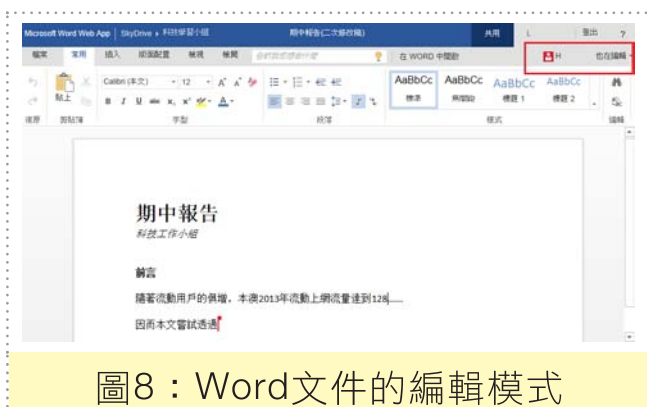 Microsoft Word Web App | SkyDrive ▸ 科技學習小組 期中報告(二次修改稿) 共用 L 登出 ?
檔案 常用 插入 版面配置 檢視 檢閱 在 WORD 中開啟 H 也在編輯
貼上 Calibri (本文) 12 A A
B I U abc x₂ x² A
AaBbCc AaBbCc AaBbCc AaBbCc
標準 無間距 標題 1 標題 2
復原 剪貼簿 字型 段落 樣式 編輯
期中報告
科技工作小組
前言
隨著流動用戶的俱增，本澳2013年流動上網流量達到128......
因而本文嘗試透過
圖8：Word文件的編輯模式